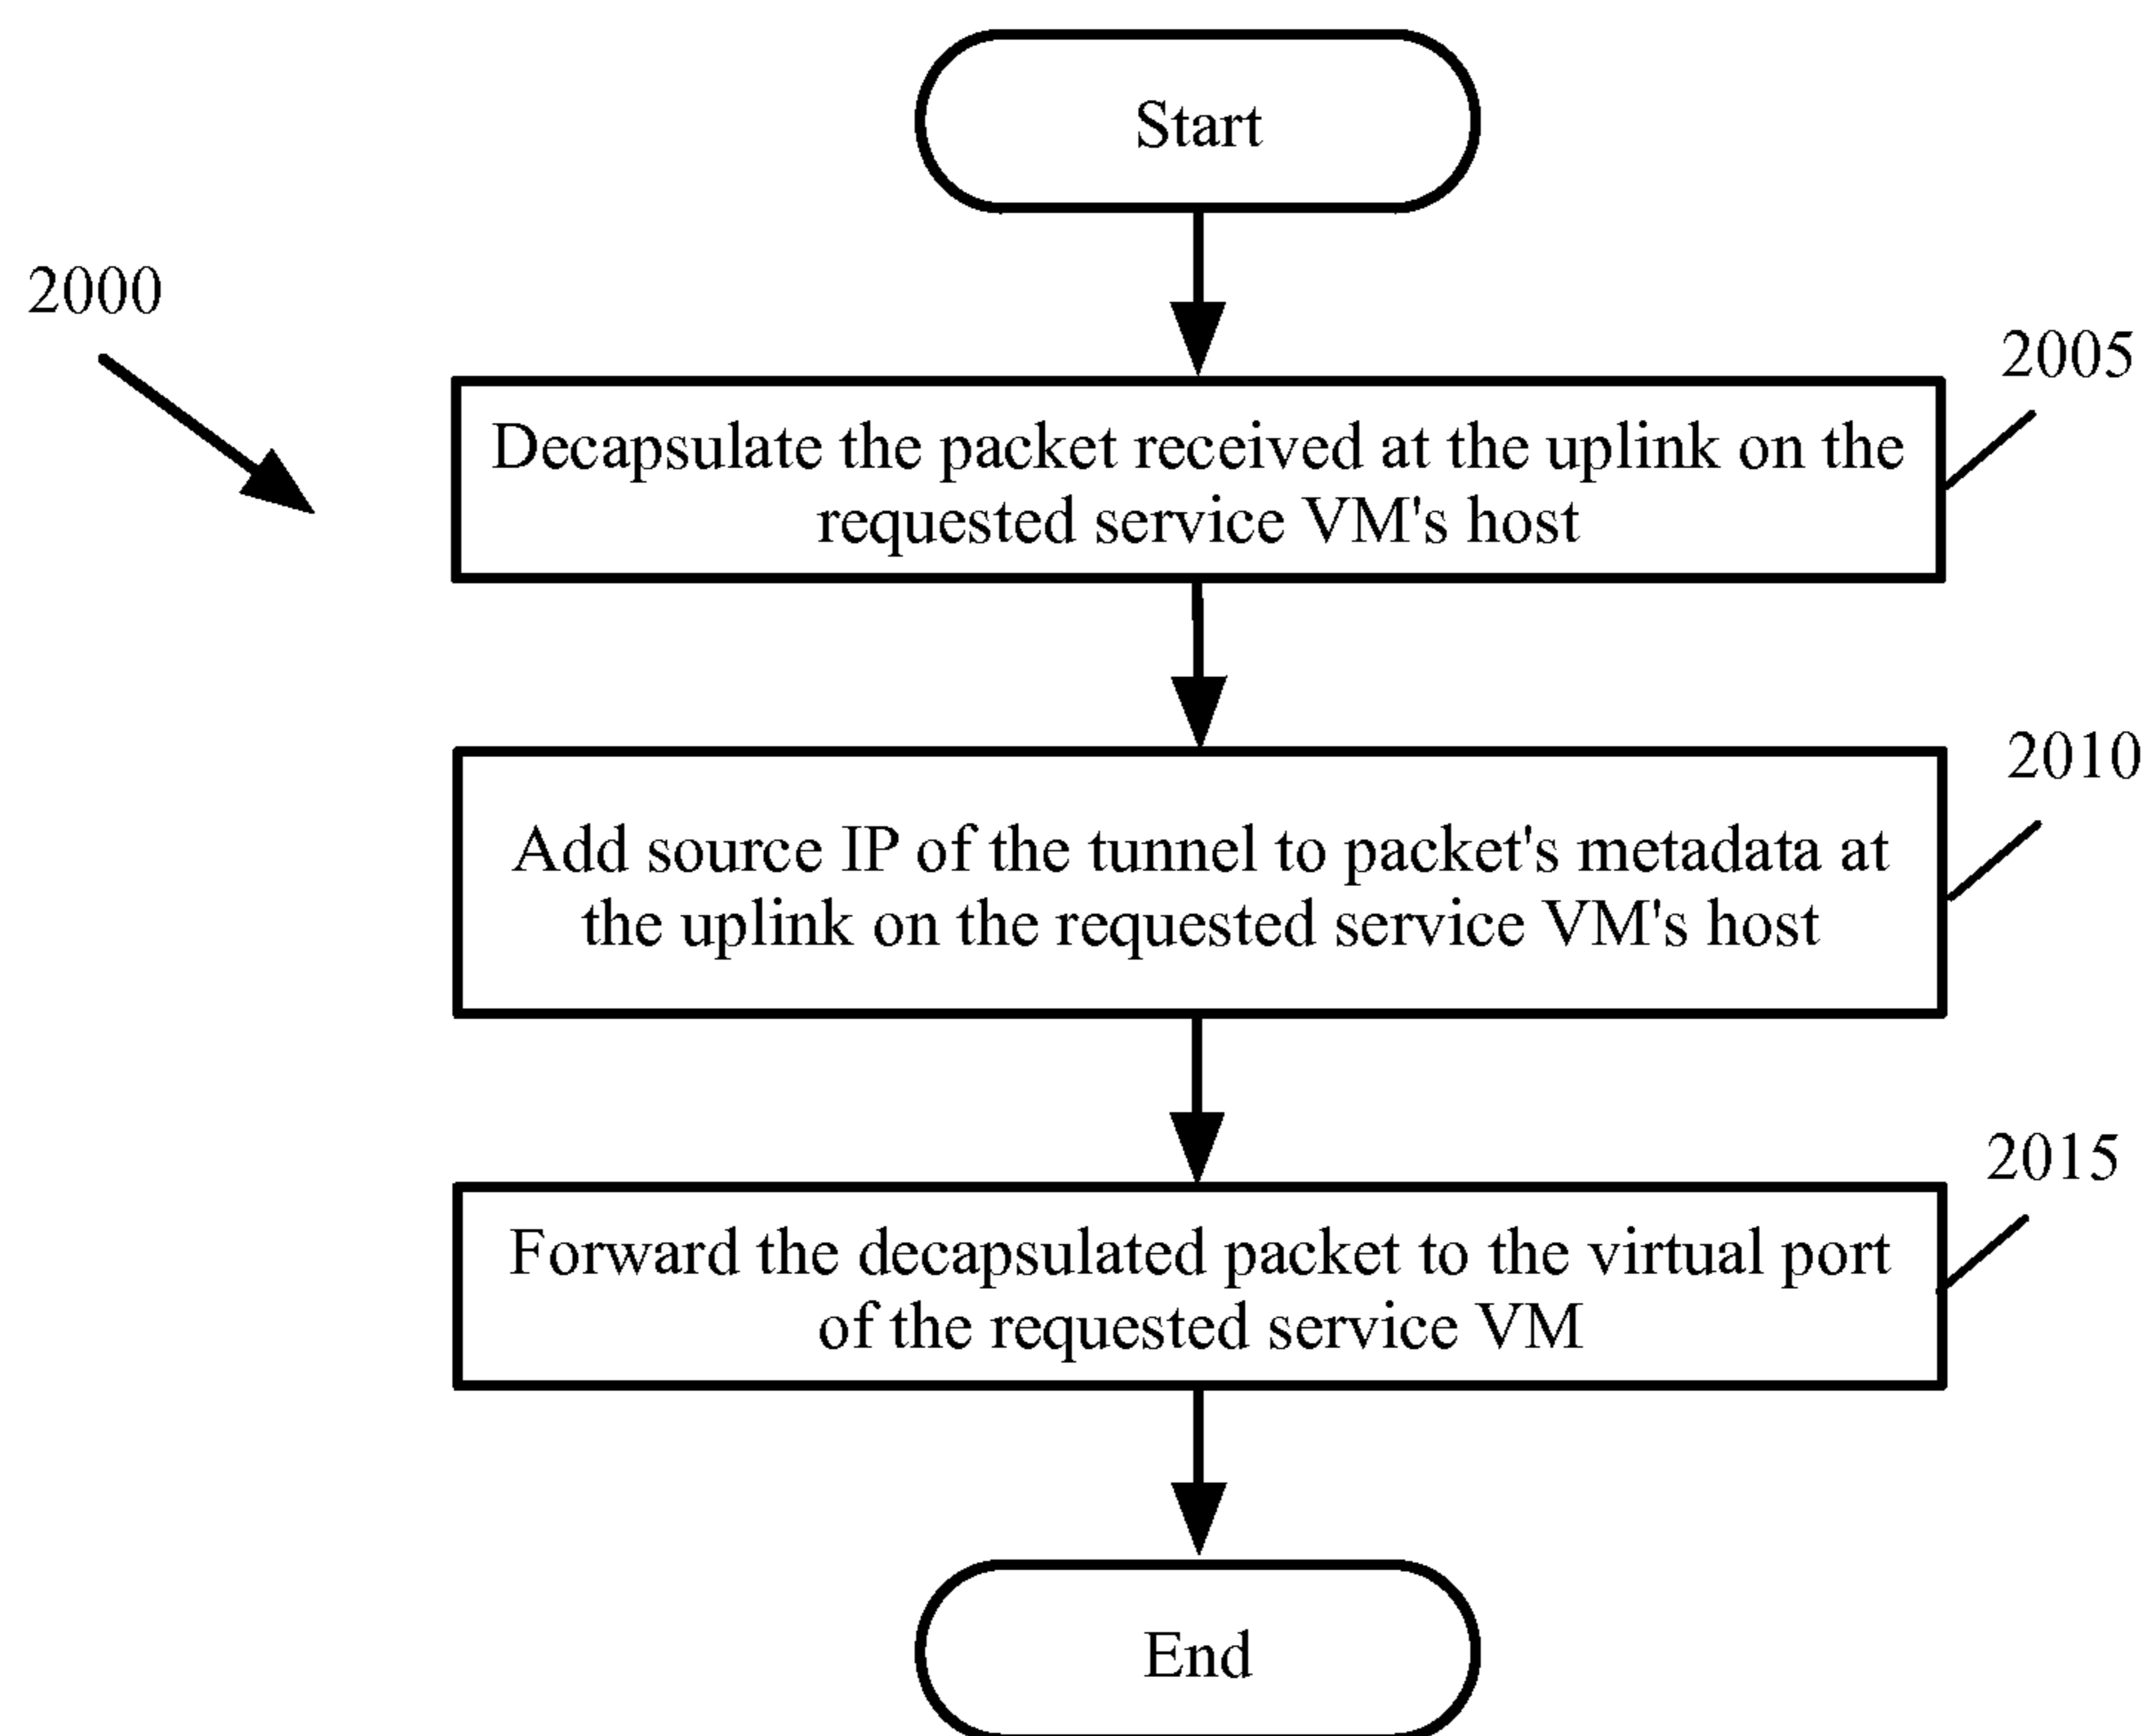 Start
2000
2005
Decapsulate the packet received at the uplink on the
requested service VM's host
2010
Add source IP of the tunnel to packet's metadata at
the uplink on the requested service VM's host
2015
Forward the decapsulated packet to the virtual port
of the requested service VM
End